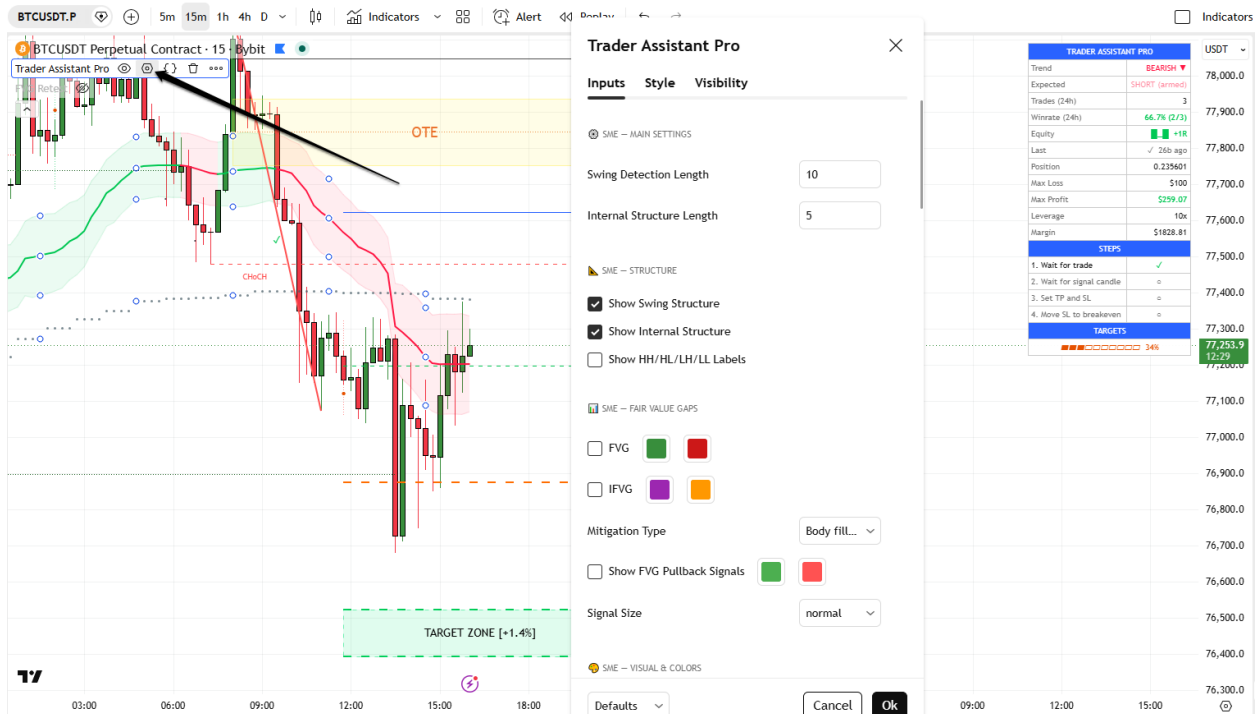 BTCUSDT.P 5m 15m 1h 4h D Indicators Alert Replay Indicators
BTCUSDT Perpetual Contract · 15 · Bybit
Trader Assistant Pro
OTE
CHoCH
TARGET ZONE [+1.4%]
03:00 06:00 09:00 12:00 15:00 18:00
Trader Assistant Pro
Inputs Style Visibility
SME — MAIN SETTINGS
Swing Detection Length 10
Internal Structure Length 5
SME — STRUCTURE
Show Swing Structure
Show Internal Structure
Show HH/HL/LH/LL Labels
SME — FAIR VALUE GAPS
FVG
IFVG
Mitigation Type Body fill...
Show FVG Pullback Signals
Signal Size normal
SME — VISUAL & COLORS
Defaults Cancel Ok
TRADER ASSISTANT PRO
Trend BEARISH ▼
Expected SHORT (armed)
Trades (24h) 3
Winrate (24h) 66.7% (2/3)
Equity +1R
Last ✓ 26b ago
Position 0.235601
Max Loss $100
Max Profit $259.07
Leverage 10x
Margin $1828.81
STEPS
1. Wait for trade ✓
2. Wait for signal candle ○
3. Set TP and SL ○
4. Move SL to breakeven ○
TARGETS
34%
USDT
78,000.0
77,900.0
77,800.0
77,700.0
77,600.0
77,500.0
77,400.0
77,300.0
77,253.9
12:29
77,200.0
77,100.0
77,000.0
76,900.0
76,800.0
76,700.0
76,600.0
76,500.0
76,400.0
76,300.0
09:00 12:00 15:00